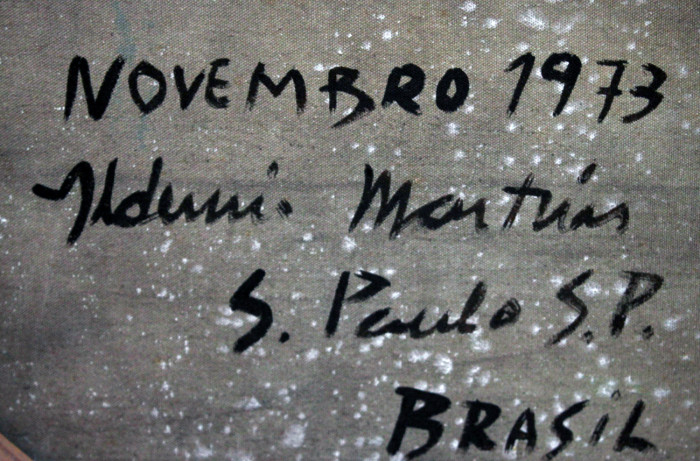 NOVEMBRO 1973
Aldemir Martins
S. Paulo S.P.
BRASIL